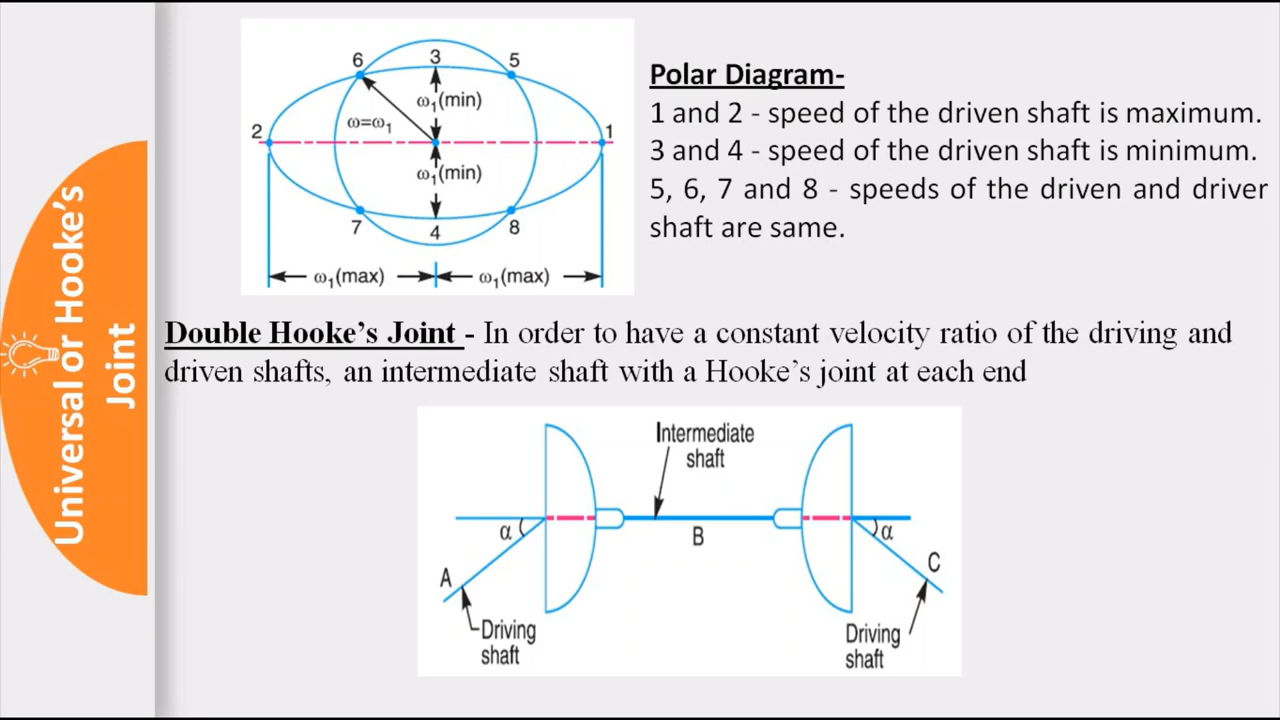 Universal or Hooke's
Joint
6
3
5
ω₁(min)
ω=ω₁
2
1
ω₁(min)
7
4
8
ω₁(max)
ω₁(max)
Polar Diagram-
1 and 2 - speed of the driven shaft is maximum.
3 and 4 - speed of the driven shaft is minimum.
5, 6, 7 and 8 - speeds of the driven and driver
shaft are same.
Double Hooke's Joint - In order to have a constant velocity ratio of the driving and
driven shafts, an intermediate shaft with a Hooke's joint at each end
Intermediate
shaft
α
B
α
A
C
Driving
shaft
Driving
shaft